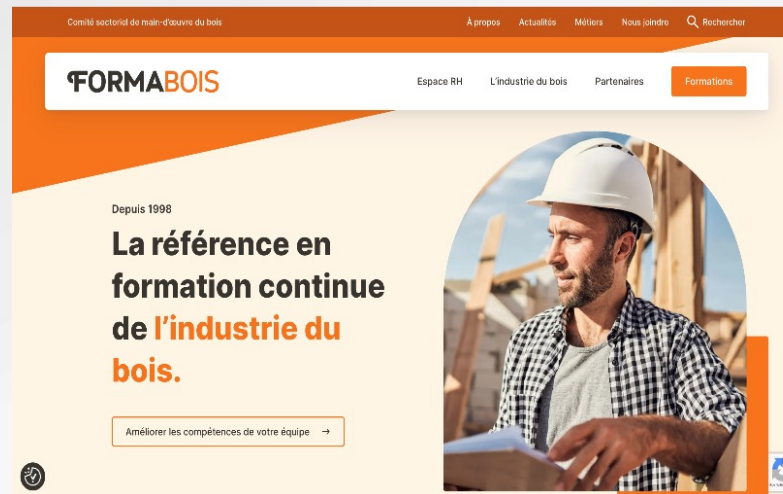 Comité sectoriel de main-d'œuvre du bois
À propos Actualités Métiers Nous joindre Rechercher
FORMABOIS
Espace RH L'industrie du bois Partenaires Formations
Depuis 1998
La référence en
formation continue
de l'industrie du
bois.
Améliorer les compétences de votre équipe →